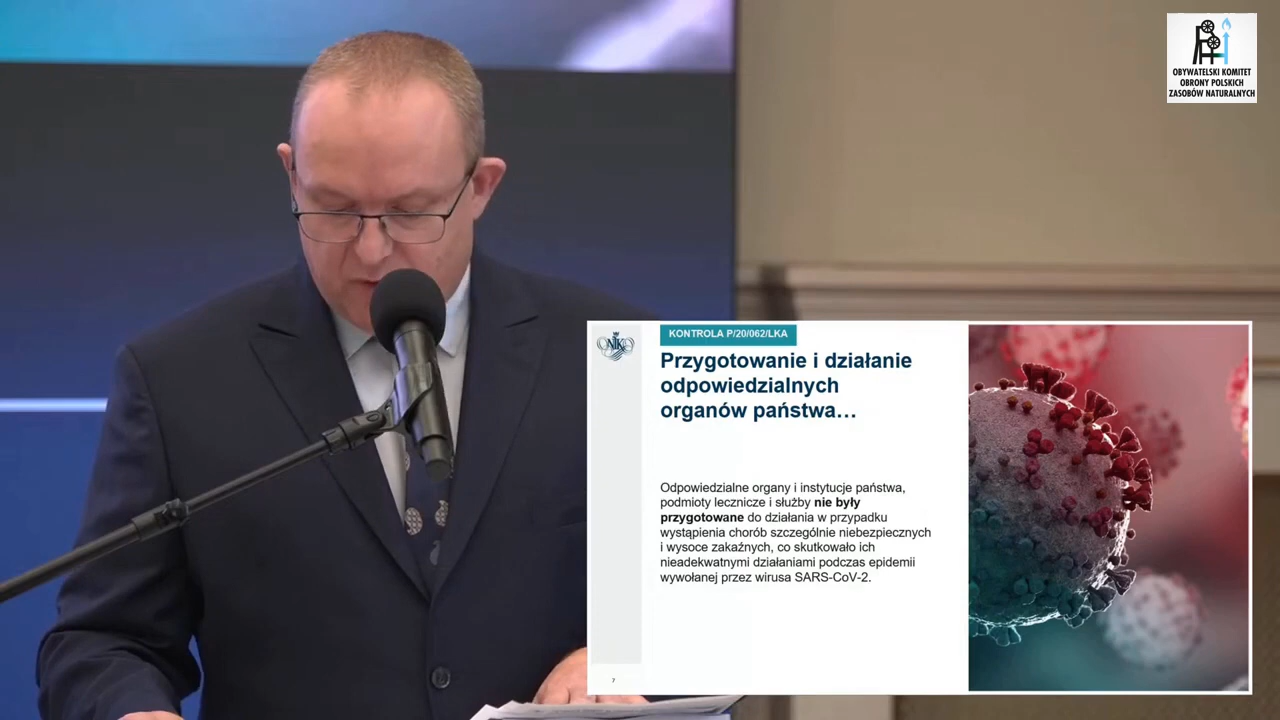 OBYWATELSKI KOMITET
OBRONY POLSKICH
ZASOBÓW NATURALNYCH
NIK
KONTROLA P/20/062/LKA
Przygotowanie i działanie
odpowiedzialnych
organów państwa…
Odpowiedzialne organy i instytucje państwa,
podmioty lecznicze i służby nie były
przygotowane do działania w przypadku
wystąpienia chorób szczególnie niebezpiecznych
i wysoce zakaźnych, co skutkowało ich
nieadekwatnymi działaniami podczas epidemii
wywołanej przez wirusa SARS-CoV-2.
7